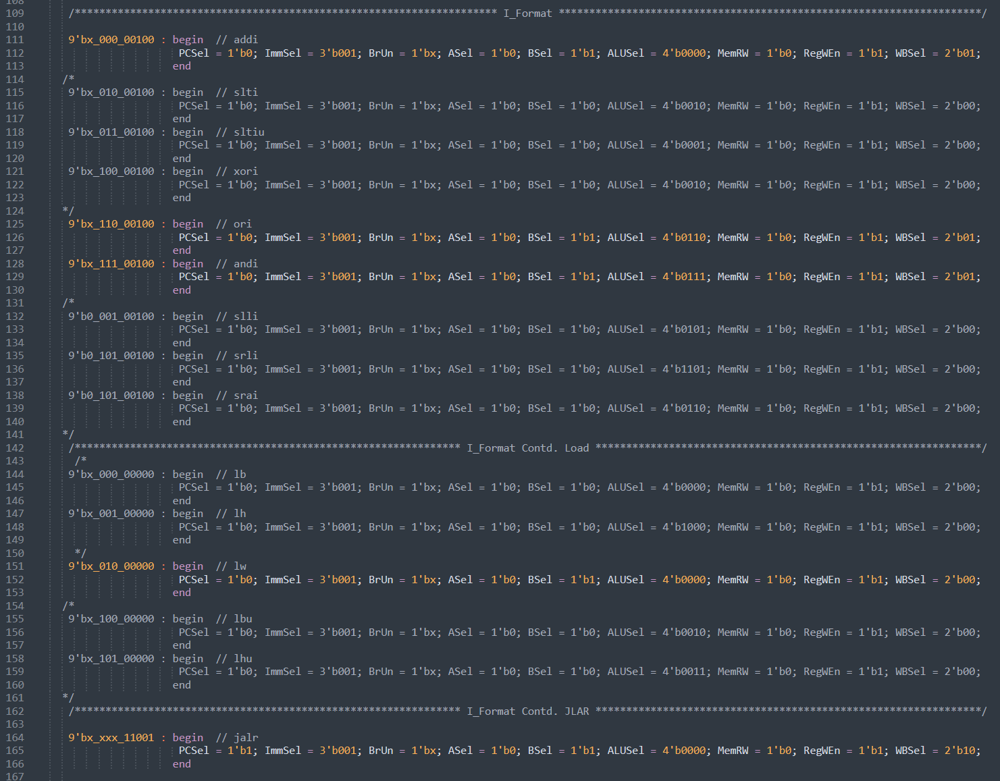 108
109 /********************************************************************* I_Format *********************************************************************/
110
111 9'bx_000_00100 : begin // addi
112 PCSel = 1'b0; ImmSel = 3'b001; BrUn = 1'bx; ASel = 1'b0; BSel = 1'b1; ALUSel = 4'b0000; MemRW = 1'b0; RegWEn = 1'b1; WBSel = 2'b01;
113 end
114 /*
115 9'bx_010_00100 : begin // slti
116 PCSel = 1'b0; ImmSel = 3'b001; BrUn = 1'bx; ASel = 1'b0; BSel = 1'b0; ALUSel = 4'b0010; MemRW = 1'b0; RegWEn = 1'b1; WBSel = 2'b00;
117 end
118 9'bx_011_00100 : begin // sltiu
119 PCSel = 1'b0; ImmSel = 3'b001; BrUn = 1'bx; ASel = 1'b0; BSel = 1'b0; ALUSel = 4'b0001; MemRW = 1'b0; RegWEn = 1'b1; WBSel = 2'b00;
120 end
121 9'bx_100_00100 : begin // xori
122 PCSel = 1'b0; ImmSel = 3'b001; BrUn = 1'bx; ASel = 1'b0; BSel = 1'b0; ALUSel = 4'b0010; MemRW = 1'b0; RegWEn = 1'b1; WBSel = 2'b00;
123 end
124 */
125 9'bx_110_00100 : begin // ori
126 PCSel = 1'b0; ImmSel = 3'b001; BrUn = 1'bx; ASel = 1'b0; BSel = 1'b1; ALUSel = 4'b0110; MemRW = 1'b0; RegWEn = 1'b1; WBSel = 2'b01;
127 end
128 9'bx_111_00100 : begin // andi
129 PCSel = 1'b0; ImmSel = 3'b001; BrUn = 1'bx; ASel = 1'b0; BSel = 1'b1; ALUSel = 4'b0111; MemRW = 1'b0; RegWEn = 1'b1; WBSel = 2'b01;
130 end
131 /*
132 9'b0_001_00100 : begin // slli
133 PCSel = 1'b0; ImmSel = 3'b001; BrUn = 1'bx; ASel = 1'b0; BSel = 1'b0; ALUSel = 4'b0101; MemRW = 1'b0; RegWEn = 1'b1; WBSel = 2'b00;
134 end
135 9'b0_101_00100 : begin // srli
136 PCSel = 1'b0; ImmSel = 3'b001; BrUn = 1'bx; ASel = 1'b0; BSel = 1'b0; ALUSel = 4'b1101; MemRW = 1'b0; RegWEn = 1'b1; WBSel = 2'b00;
137 end
138 9'b0_101_00100 : begin // srai
139 PCSel = 1'b0; ImmSel = 3'b001; BrUn = 1'bx; ASel = 1'b0; BSel = 1'b0; ALUSel = 4'b0110; MemRW = 1'b0; RegWEn = 1'b1; WBSel = 2'b00;
140 end
141 */
142 /*************************************************************** I_Format Contd. Load ***************************************************************/
143 /*
144 9'bx_000_00000 : begin // lb
145 PCSel = 1'b0; ImmSel = 3'b001; BrUn = 1'bx; ASel = 1'b0; BSel = 1'b0; ALUSel = 4'b0000; MemRW = 1'b0; RegWEn = 1'b1; WBSel = 2'b00;
146 end
147 9'bx_001_00000 : begin // lh
148 PCSel = 1'b0; ImmSel = 3'b001; BrUn = 1'bx; ASel = 1'b0; BSel = 1'b0; ALUSel = 4'b1000; MemRW = 1'b0; RegWEn = 1'b1; WBSel = 2'b00;
149 end
150 */
151 9'bx_010_00000 : begin // lw
152 PCSel = 1'b0; ImmSel = 3'b001; BrUn = 1'bx; ASel = 1'b0; BSel = 1'b1; ALUSel = 4'b0000; MemRW = 1'b0; RegWEn = 1'b1; WBSel = 2'b00;
153 end
154 /*
155 9'bx_100_00000 : begin // lbu
156 PCSel = 1'b0; ImmSel = 3'b001; BrUn = 1'bx; ASel = 1'b0; BSel = 1'b0; ALUSel = 4'b0010; MemRW = 1'b0; RegWEn = 1'b1; WBSel = 2'b00;
157 end
158 9'bx_101_00000 : begin // lhu
159 PCSel = 1'b0; ImmSel = 3'b001; BrUn = 1'bx; ASel = 1'b0; BSel = 1'b0; ALUSel = 4'b0011; MemRW = 1'b0; RegWEn = 1'b1; WBSel = 2'b00;
160 end
161 */
162 /*************************************************************** I_Format Contd. JLAR ***************************************************************/
163
164 9'bx_xxx_11001 : begin // jalr
165 PCSel = 1'b1; ImmSel = 3'b001; BrUn = 1'bx; ASel = 1'b0; BSel = 1'b1; ALUSel = 4'b0000; MemRW = 1'b0; RegWEn = 1'b1; WBSel = 2'b10;
166 end
167